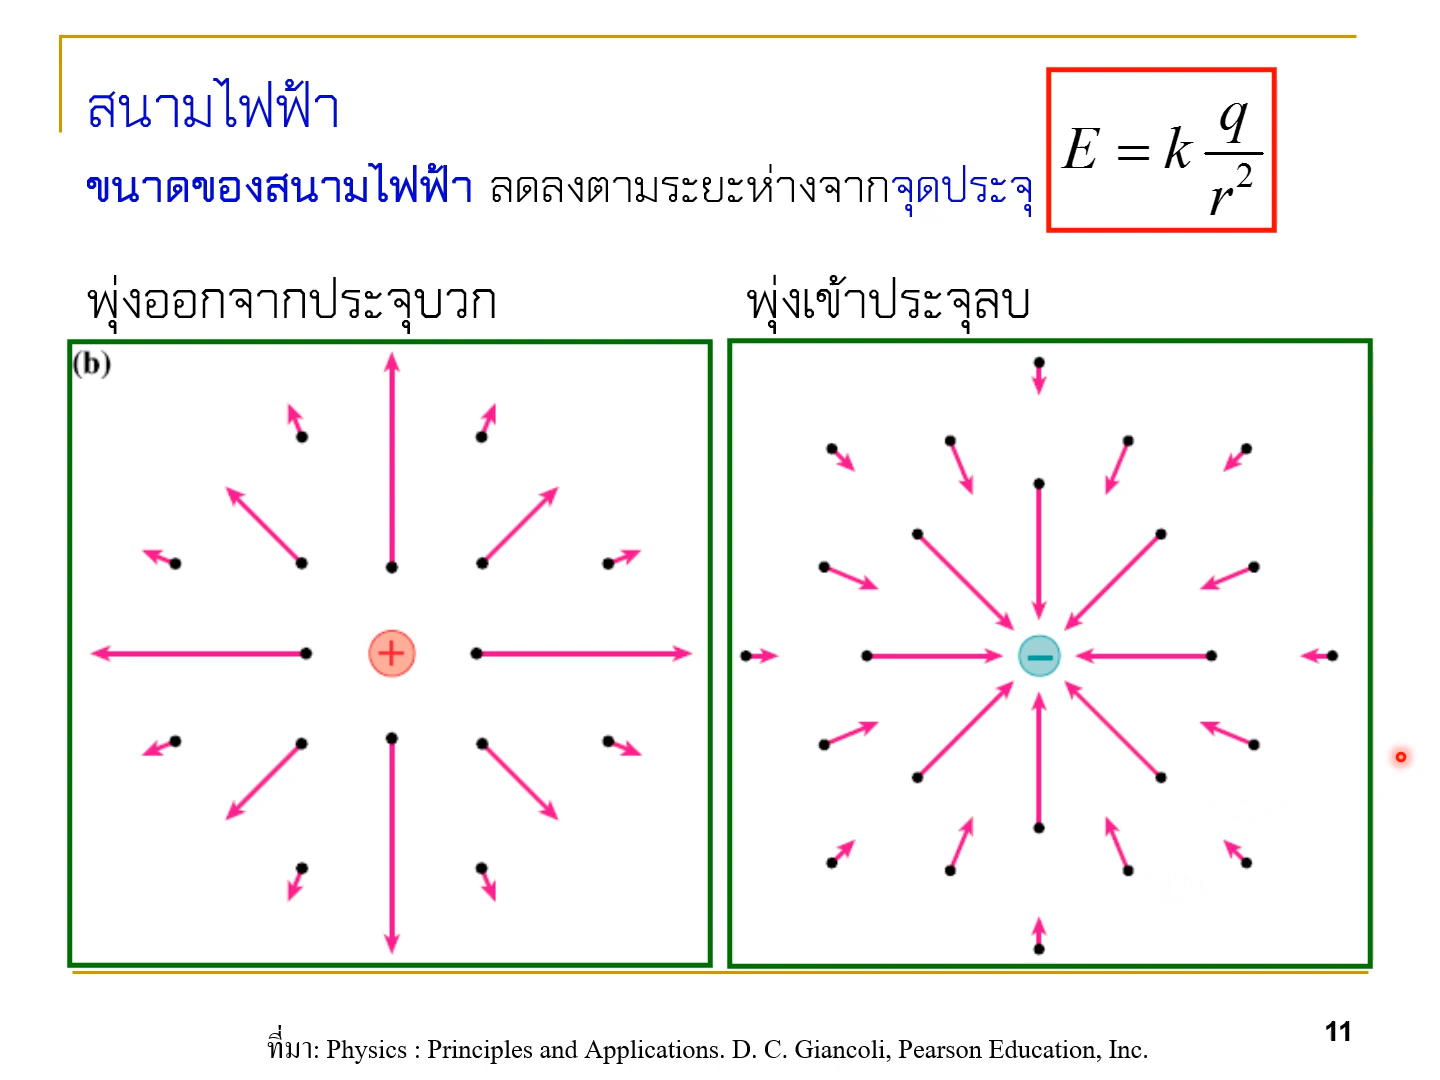 สนามไฟฟ้า
ขนาดของสนามไฟฟ้า ลดลงตามระยะห่างจากจุดประจุ
E = k q/r²
พุ่งออกจากประจุบวก
พุ่งเข้าประจุลบ
(b)
+
−
ที่มา: Physics : Principles and Applications. D. C. Giancoli, Pearson Education, Inc.
11